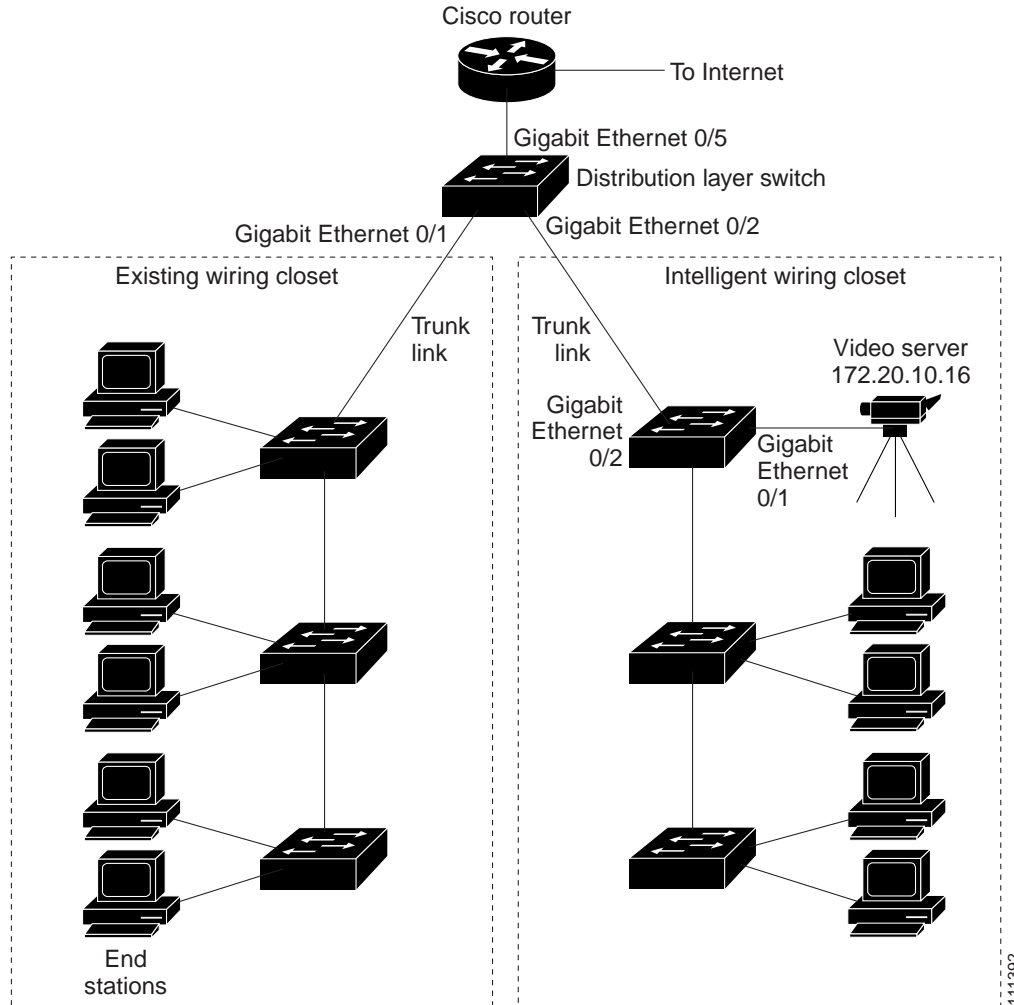 Cisco router
To Internet
Gigabit Ethernet 0/5
Distribution layer switch
Gigabit Ethernet 0/1
Gigabit Ethernet 0/2
Existing wiring closet
Intelligent wiring closet
Trunk
link
Trunk
link
Video server
172.20.10.16
Gigabit
Ethernet
0/2
Gigabit
Ethernet
0/1
End
stations
111392